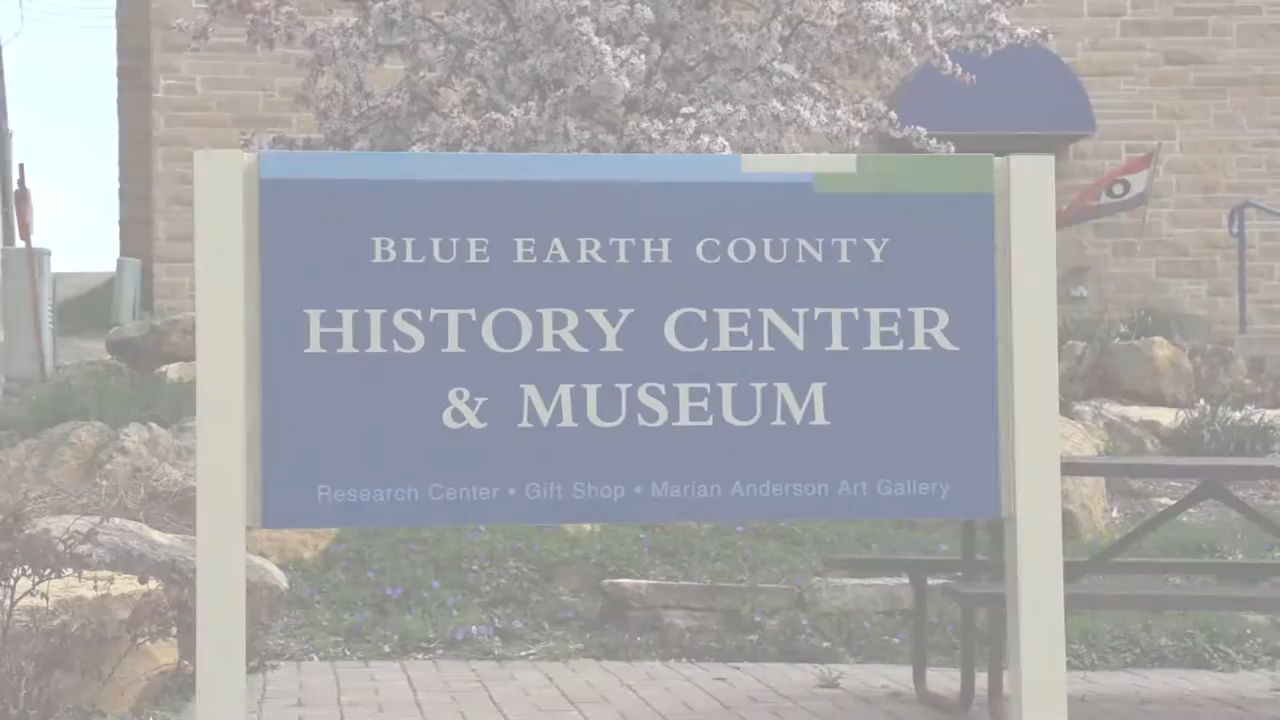 BLUE EARTH COUNTY
HISTORY CENTER
& MUSEUM
Research Center • Gift Shop • Marian Anderson Art Gallery